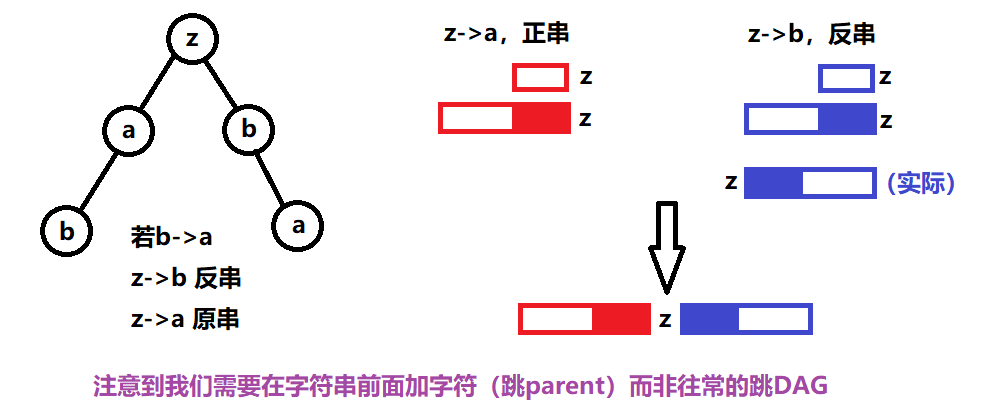 z
a
b
b
a
若b->a
z->b 反串
z->a 原串
z->a，正串
z
z
z->b，反串
z
z
z
（实际）
z
注意到我们需要在字符串前面加字符（跳parent）而非往常的跳DAG